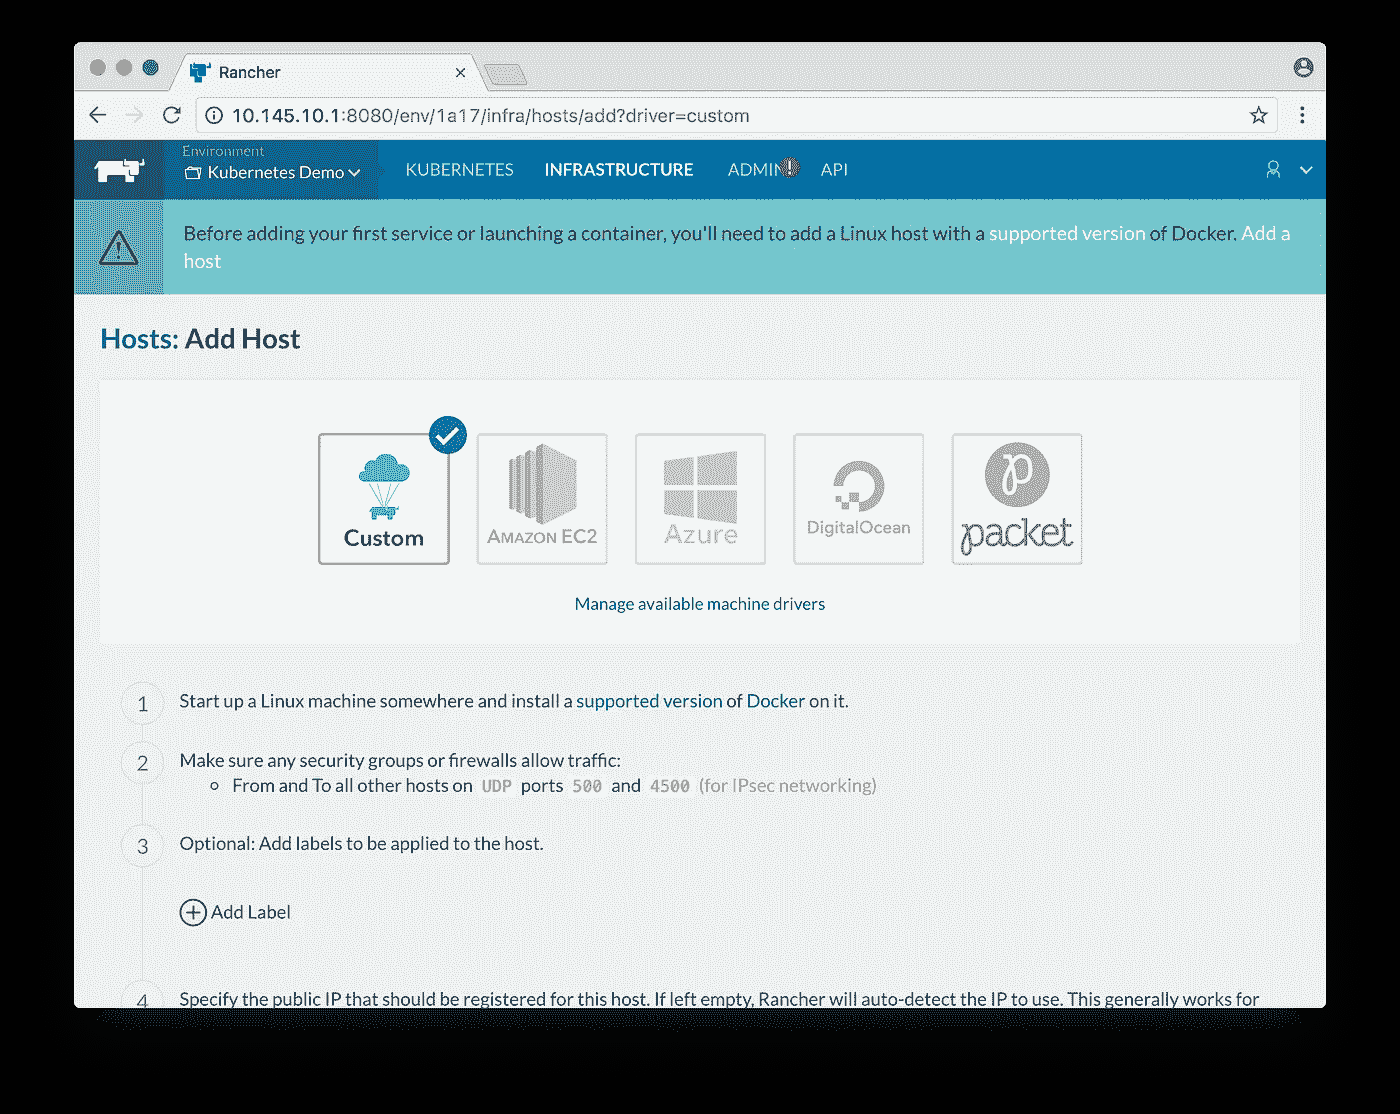 Rancher
10.145.10.1:8080/env/1a17/infra/hosts/add?driver=custom
Environment
Kubernetes Demo
KUBERNETES
INFRASTRUCTURE
ADMIN
API
Before adding your first service or launching a container, you'll need to add a Linux host with a supported version of Docker. Add a
host
Hosts: Add Host
Custom
AMAZON EC2
Azure
DigitalOcean
packet
Manage available machine drivers
1
Start up a Linux machine somewhere and install a supported version of Docker on it.
2
Make sure any security groups or firewalls allow traffic:
From and To all other hosts on UDP ports 500 and 4500 (for IPsec networking)
3
Optional: Add labels to be applied to the host.
Add Label
4
Specify the public IP that should be registered for this host. If left empty, Rancher will auto-detect the IP to use. This generally works for